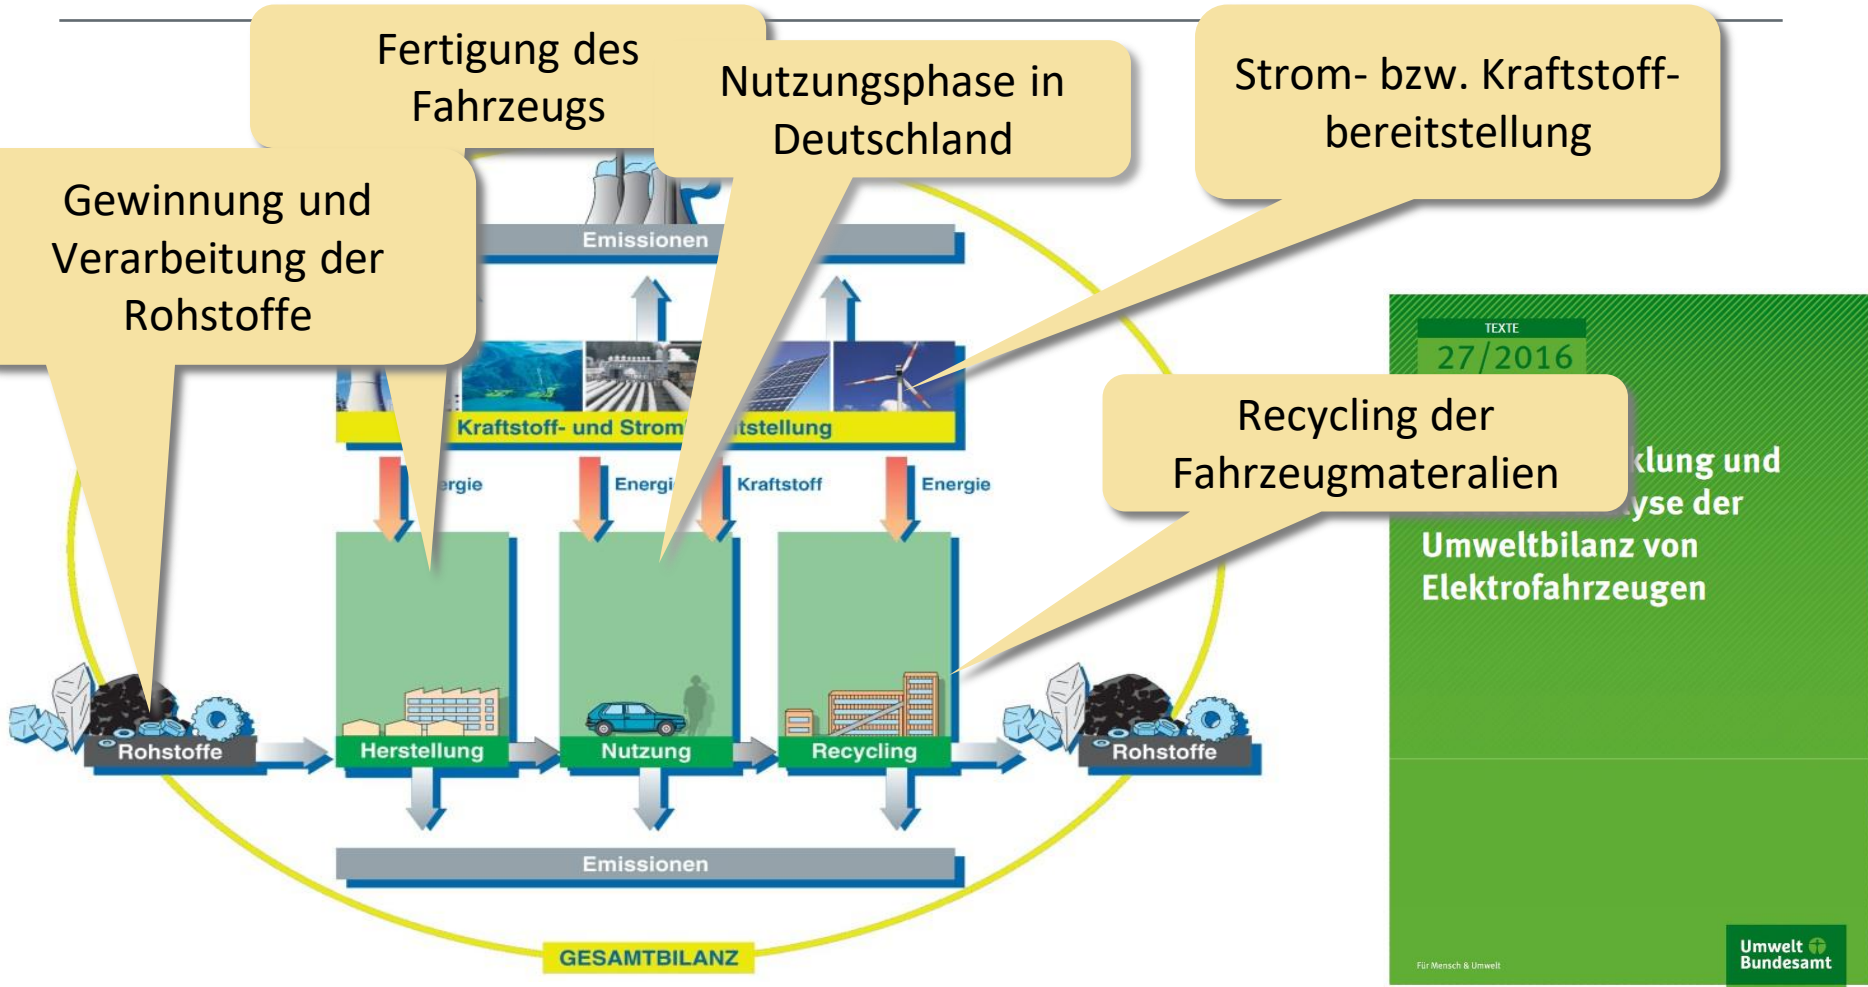 Fertigung des
Fahrzeugs
Nutzungsphase in
Deutschland
Strom- bzw. Kraftstoff-
bereitstellung
Gewinnung und
Verarbeitung der
Rohstoffe
Emissionen
TEXTE
27/2016
Kraftstoff- und Strom
tstellung
Recycling der
Fahrzeugmateralien
klung und
yse der
Umweltbilanz von
Elektrofahrzeugen
ergie
Energi
Kraftstoff
Energie
Rohstoffe
Herstellung
Nutzung
Recycling
Rohstoffe
Emissionen
GESAMTBILANZ
Für Mensch & Umwelt
Umwelt
Bundesamt